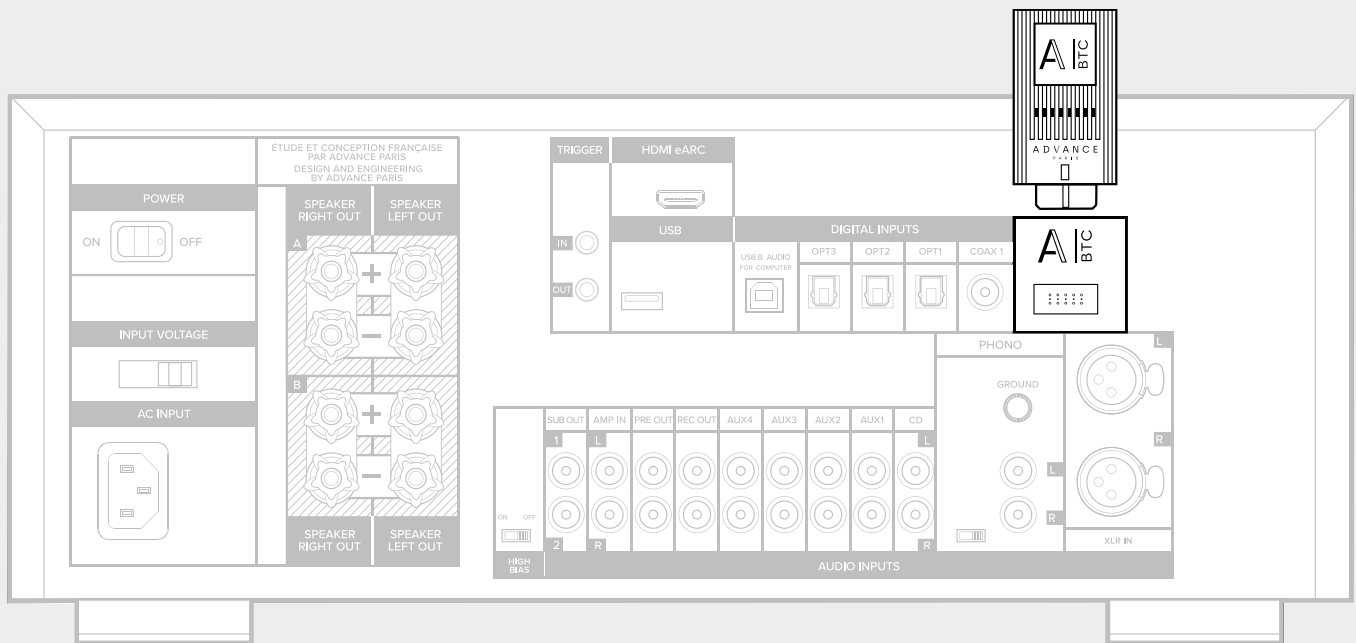 A BTC
ADVANCE
PARIS
ÉTUDE ET CONCEPTION FRANÇAISE
PAR ADVANCE PARIS
DESIGN AND ENGINEERING
BY ADVANCE PARIS
POWER
ON OFF
INPUT VOLTAGE
AC INPUT
SPEAKER RIGHT OUT
SPEAKER LEFT OUT
A
+
−
B
+
−
SPEAKER RIGHT OUT
SPEAKER LEFT OUT
TRIGGER
IN
OUT
HDMI eARC
USB
DIGITAL INPUTS
USB B AUDIO
FOR COMPUTER
OPT3 OPT2 OPT1 COAX 1
A BTC
PHONO
GROUND
L
R
L
R
XLR IN
ON OFF
HIGH
BIAS
SUB OUT AMP IN PRE OUT REC OUT AUX4 AUX3 AUX2 AUX1 CD
1 L L
2 R R
AUDIO INPUTS